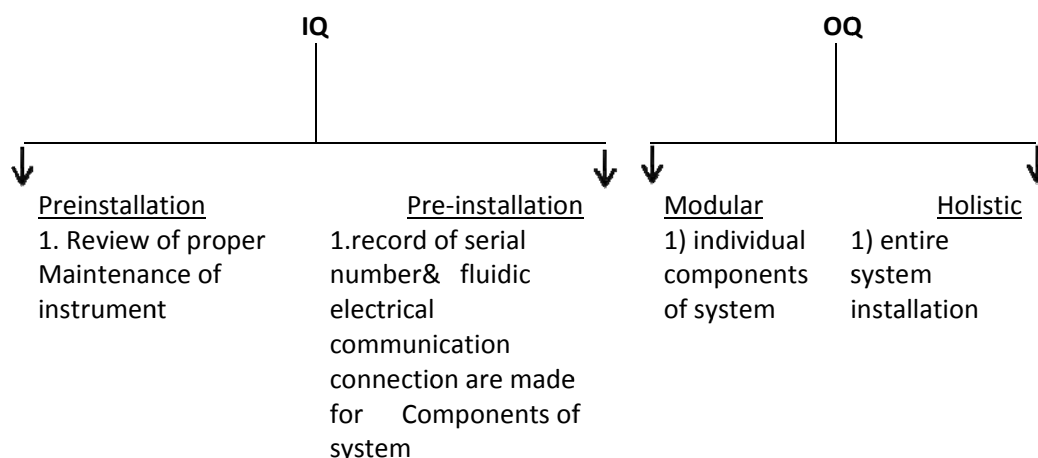 IQ
OQ
Preinstallation
1. Review of proper
Maintenance of
instrument
Pre-installation
1.record of serial
number& fluidic
electrical
communication
connection are made
for Components of
system
Modular
1) individual
components
of system
Holistic
1) entire
system
installation